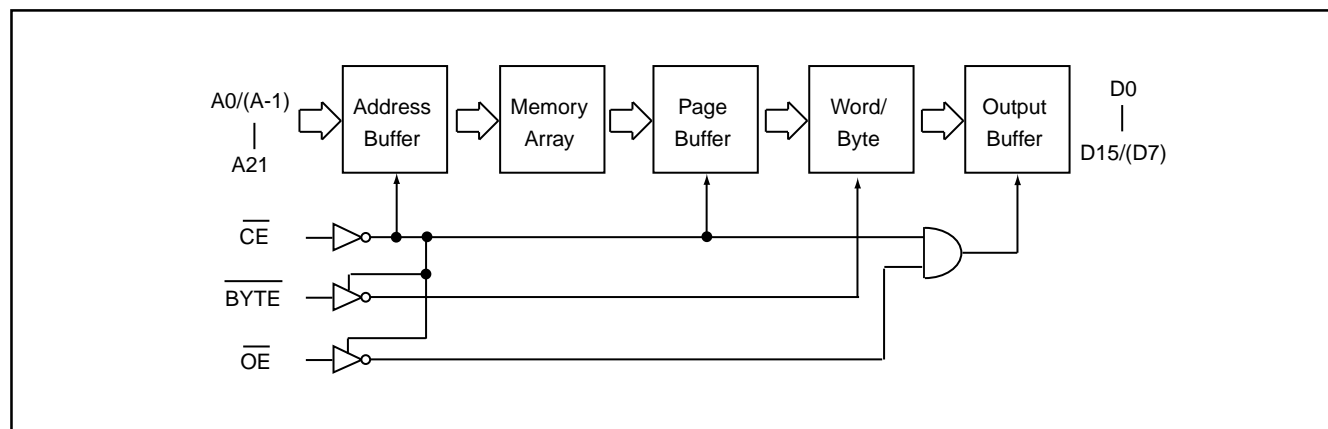 A0/(A-1)
A21
Address
Buffer
Memory
Array
Page
Buffer
Word/
Byte
Output
Buffer
D0
D15/(D7)
CE
BYTE
OE